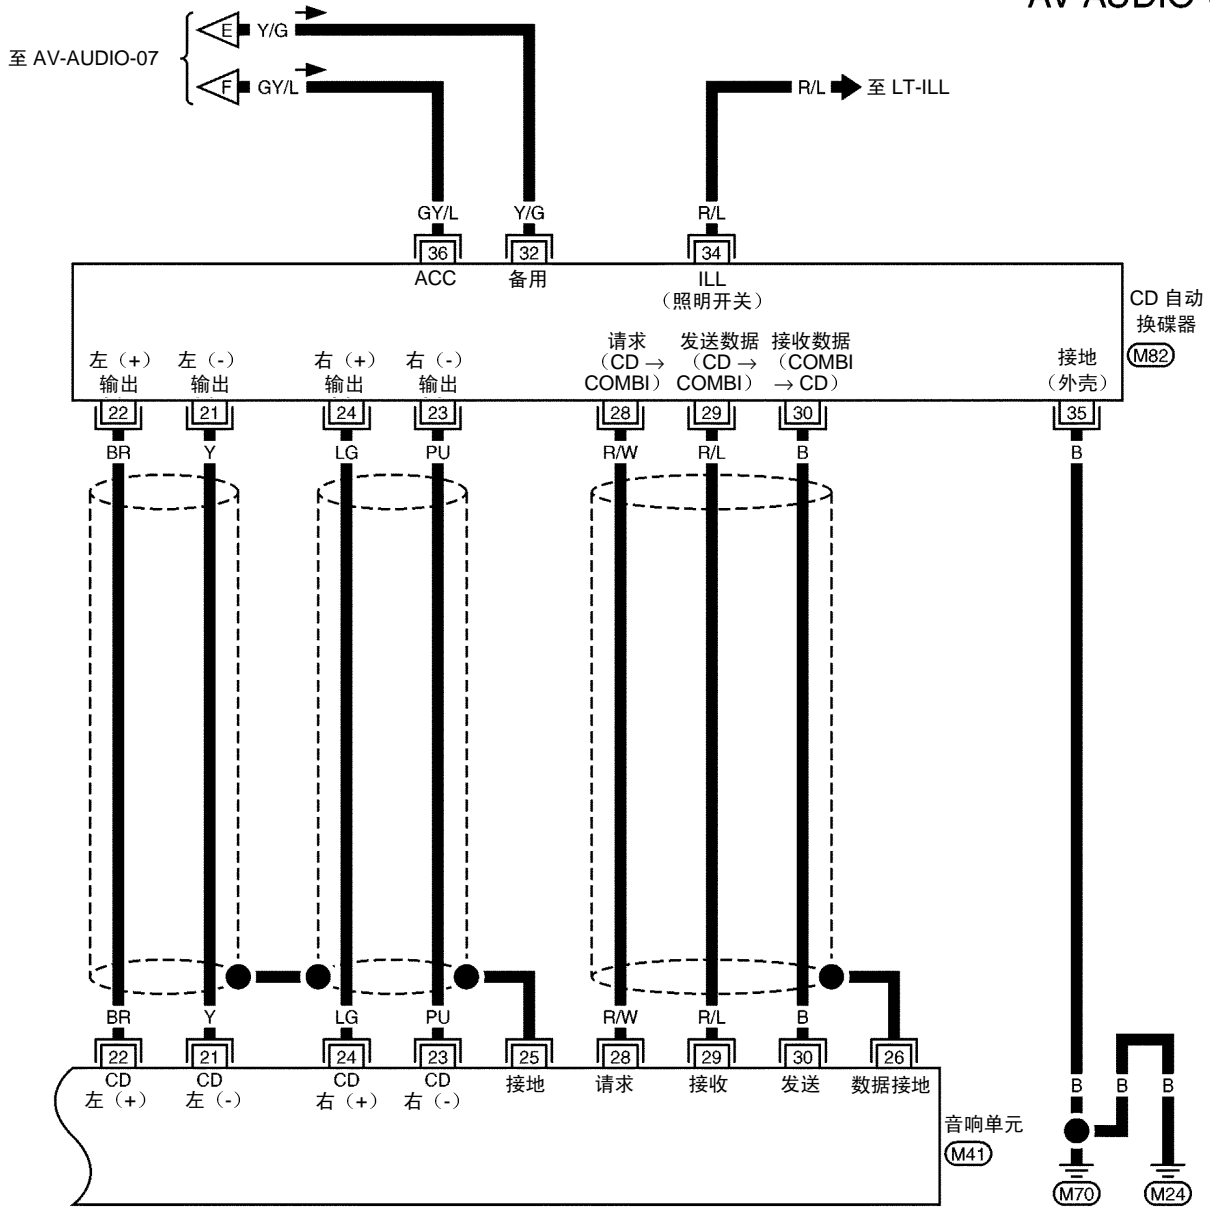 AV-AUDIO-
至 AV-AUDIO-07
E Y/G
F GY/L
R/L 至 LT-ILL
GY/L Y/G R/L
36 32 34
ACC 备用 ILL
（照明开关）
CD 自动
换碟器
M82
左（+）
输出
左（-）
输出
右（+）
输出
右（-）
输出
请求
（CD →
COMBI）
发送数据
（CD →
COMBI）
接收数据
（COMBI
→ CD）
接地
（外壳）
22 21 24 23 28 29 30 35
BR Y LG PU R/W R/L B B
BR Y LG PU R/W R/L B
22 21 24 23 25 28 29 30 26
CD
左（+）
CD
左（-）
CD
右（+）
CD
右（-）
接地
请求
接收
发送
数据接地
音响单元
M41
B B B
M70 M24